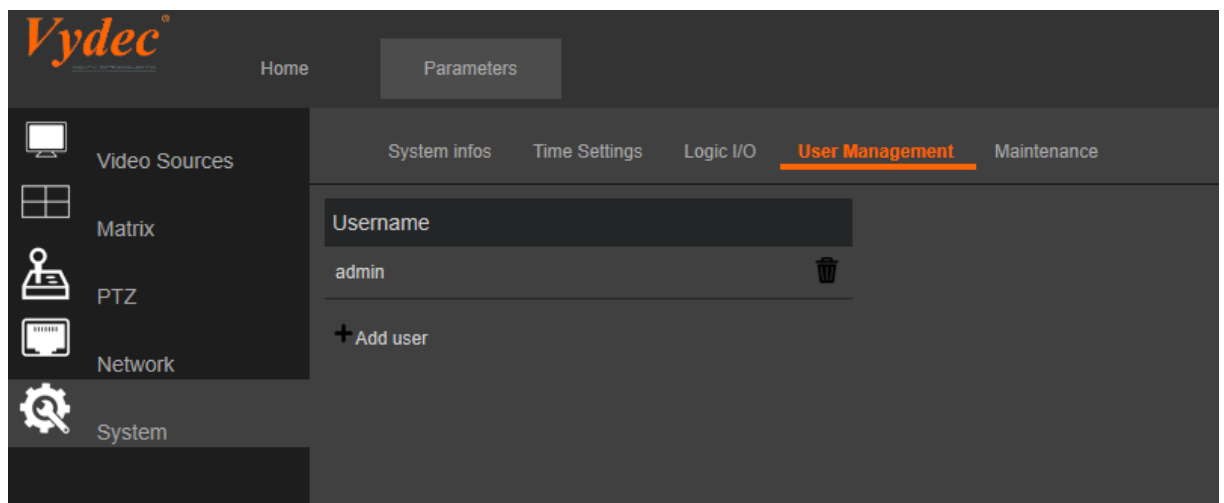 Vydec®
Home Parameters
Video Sources
Matrix
PTZ
Network
System
System infos Time Settings Logic I/O User Management Maintenance
Username
admin
Add user